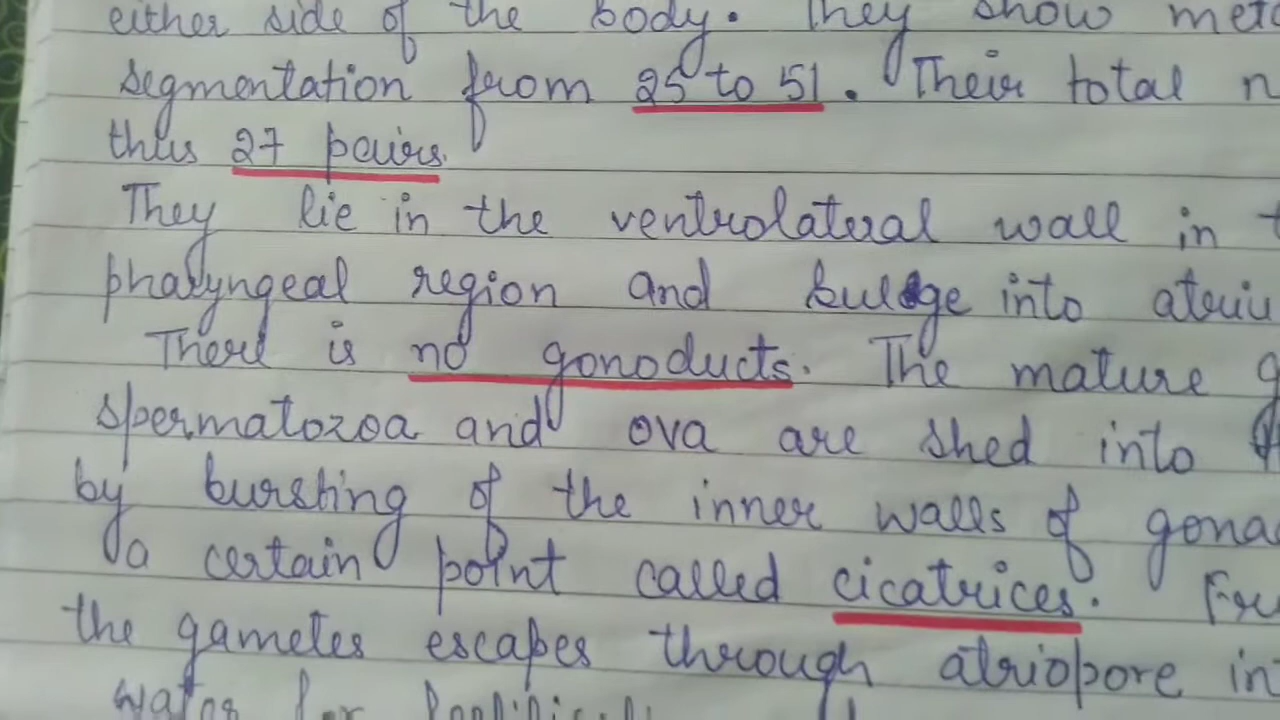 either side of the body. They show meta
segmentation from 25 to 51. Their total n
thus 27 pairs.
They lie in the ventrolateral wall in t
pharyngeal region and bulge into atriu
There is no gonoducts. The mature g
spermatozoa and ova are shed into
by bursting of the inner walls of gona
a certain point called cicatrices. Fr
the gametes escapes through atriopore in
water for